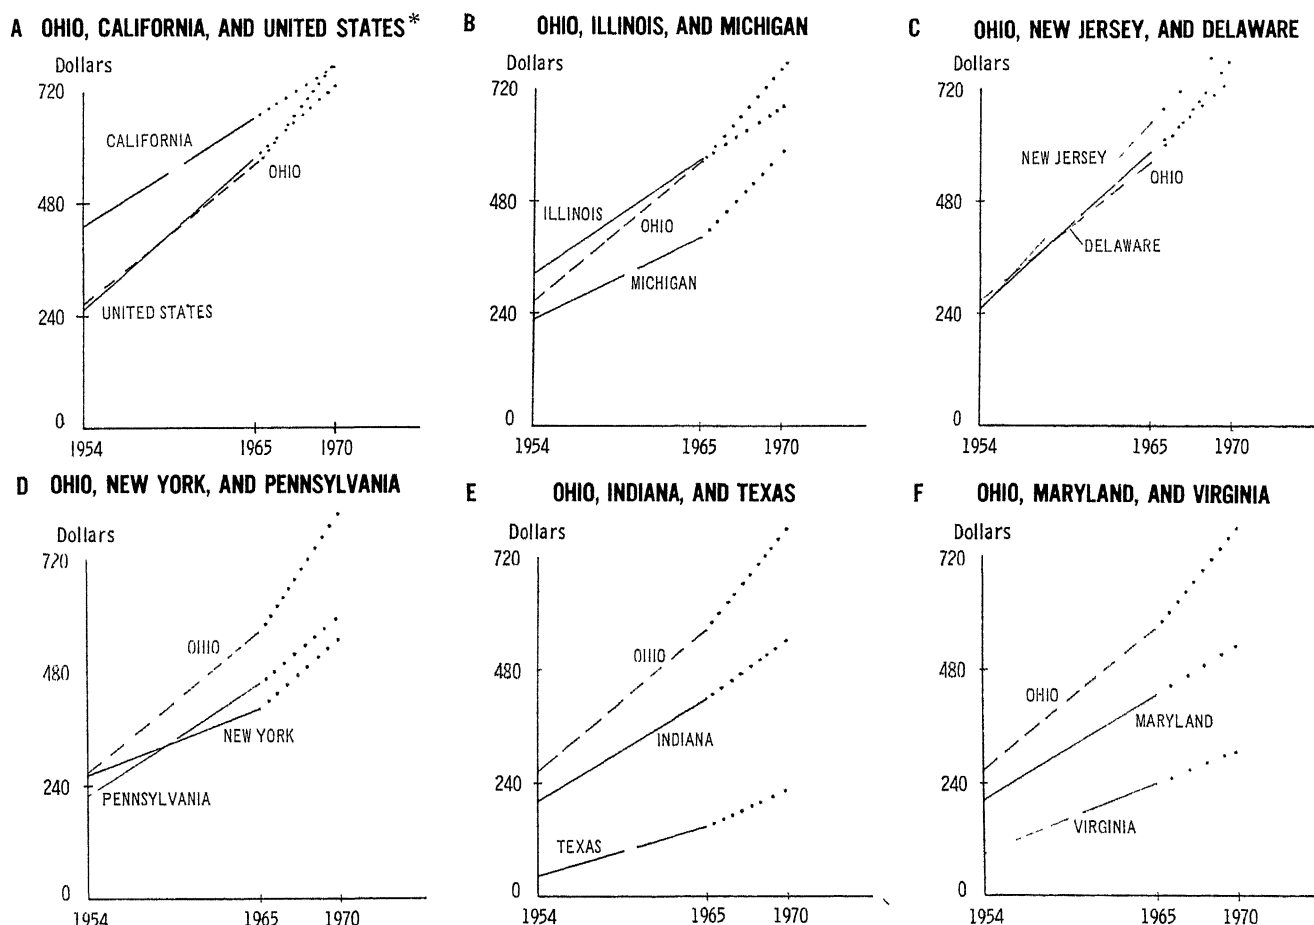 A OHIO, CALIFORNIA, AND UNITED STATES*
Dollars
720
CALIFORNIA
OHIO
480
UNITED STATES
240
0
1954 1965 1970
B OHIO, ILLINOIS, AND MICHIGAN
Dollars
720
480
ILLINOIS
OHIO
MICHIGAN
240
0
1954 1965 1970
C OHIO, NEW JERSEY, AND DELAWARE
Dollars
720
NEW JERSEY
OHIO
480
DELAWARE
240
0
1954 1965 1970
D OHIO, NEW YORK, AND PENNSYLVANIA
Dollars
720
OHIO
480
NEW YORK
240
PENNSYLVANIA
0
1954 1965 1970
E OHIO, INDIANA, AND TEXAS
Dollars
720
480
OHIO
INDIANA
240
TEXAS
0
1954 1965 1970
F OHIO, MARYLAND, AND VIRGINIA
Dollars
720
480
OHIO
MARYLAND
240
VIRGINIA
0
1954 1965 1970